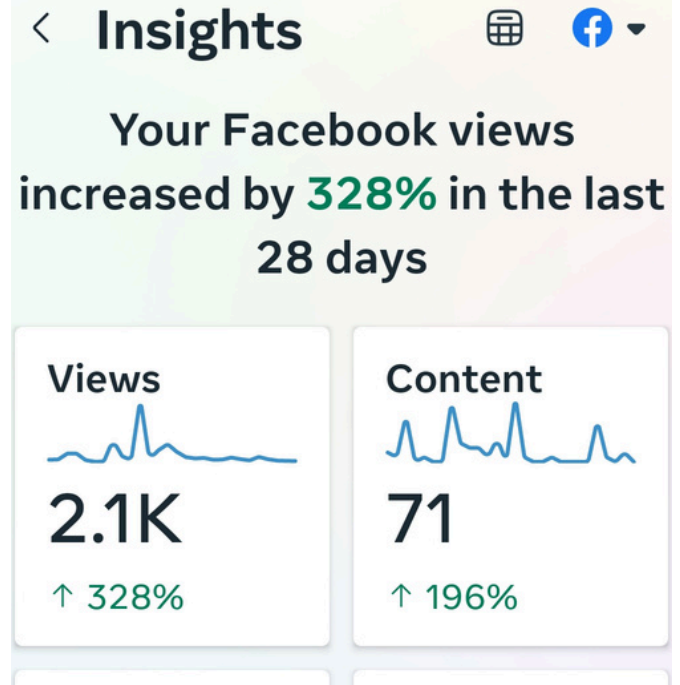 Insights
Your Facebook views
increased by 328% in the last
28 days
Views
2.1K
↑ 328%
Content
71
↑ 196%